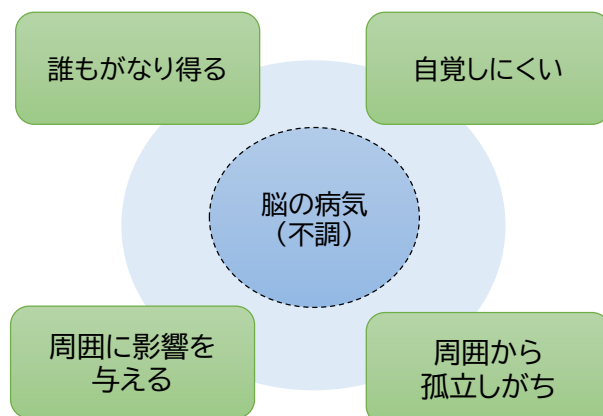 誰もがなり得る
自覚しにくい
脳の病気
（不調）
周囲に影響を
与える
周囲から
孤立しがち